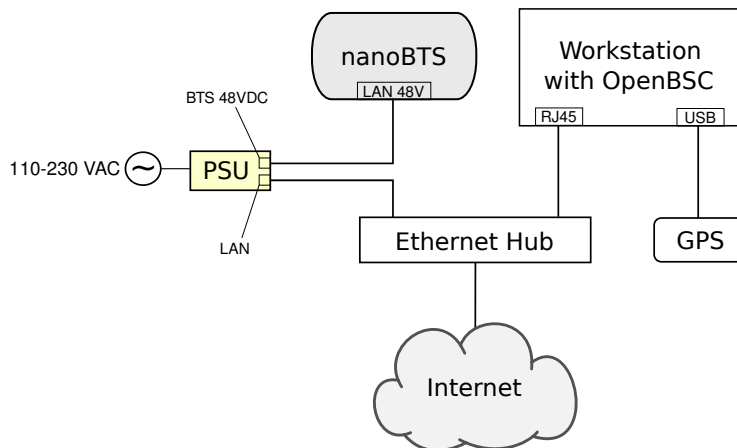 nanoBTS
LAN 48V
Workstation
with OpenBSC
RJ45
USB
BTS 48VDC
110-230 VAC
~
PSU
LAN
Ethernet Hub
GPS
Internet